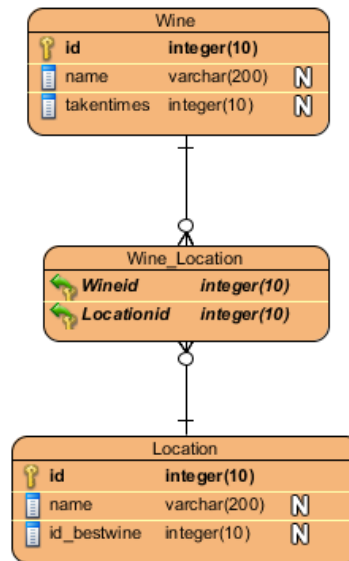 Wine
id integer(10)
name varchar(200) N
takentimes integer(10) N
Wine_Location
Wineid integer(10)
Locationid integer(10)
Location
id integer(10)
name varchar(200) N
id_bestwine integer(10) N